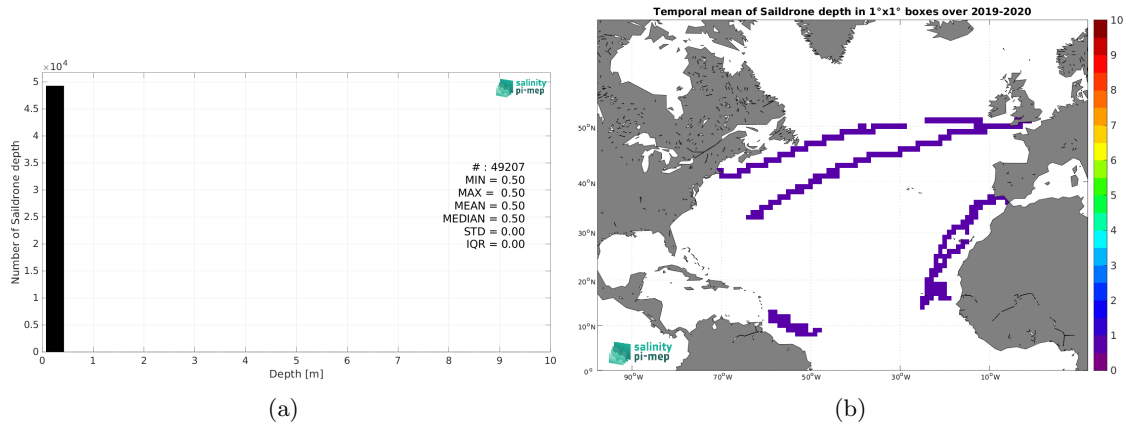 ×10⁴
5
4.5
4
3.5
3
2.5
2
1.5
1
0.5
0
Number of Saildrone depth
salinity
pi-mep
# : 49207
MIN = 0.50
MAX = 0.50
MEAN = 0.50
MEDIAN = 0.50
STD = 0.00
IQR = 0.00
0 1 2 3 4 5 6 7 8 9 10
Depth [m]
(a)
Temporal mean of Saildrone depth in 1°x1° boxes over 2019-2020
50°N
40°N
30°N
20°N
10°N
0°
salinity
pi-mep
90°W 70°W 50°W 30°W 10°W
10
9
8
7
6
5
4
3
2
1
0
(b)